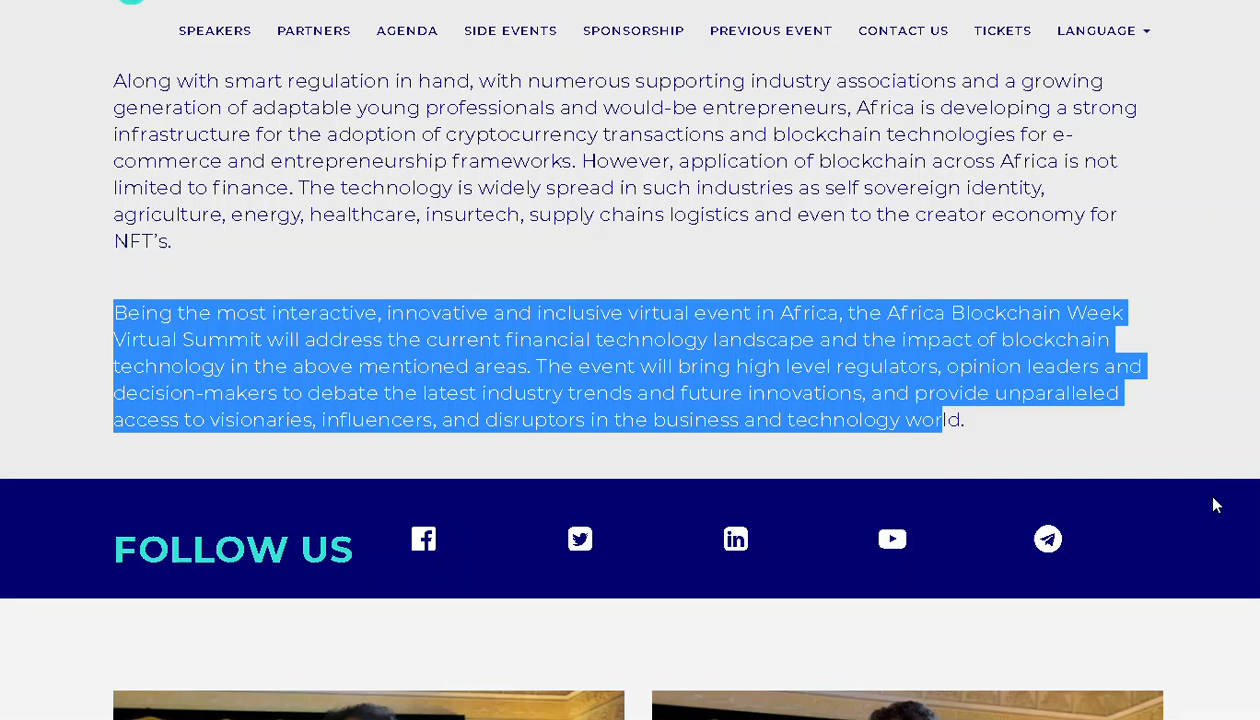 SPEAKERS PARTNERS AGENDA SIDE EVENTS SPONSORSHIP PREVIOUS EVENT CONTACT US TICKETS LANGUAGE
Along with smart regulation in hand, with numerous supporting industry associations and a growing
generation of adaptable young professionals and would-be entrepreneurs, Africa is developing a strong
infrastructure for the adoption of cryptocurrency transactions and blockchain technologies for e-
commerce and entrepreneurship frameworks. However, application of blockchain across Africa is not
limited to finance. The technology is widely spread in such industries as self sovereign identity,
agriculture, energy, healthcare, insurtech, supply chains logistics and even to the creator economy for
NFT's.
Being the most interactive, innovative and inclusive virtual event in Africa, the Africa Blockchain Week
Virtual Summit will address the current financial technology landscape and the impact of blockchain
technology in the above mentioned areas. The event will bring high level regulators, opinion leaders and
decision-makers to debate the latest industry trends and future innovations, and provide unparalleled
access to visionaries, influencers, and disruptors in the business and technology world.
FOLLOW US